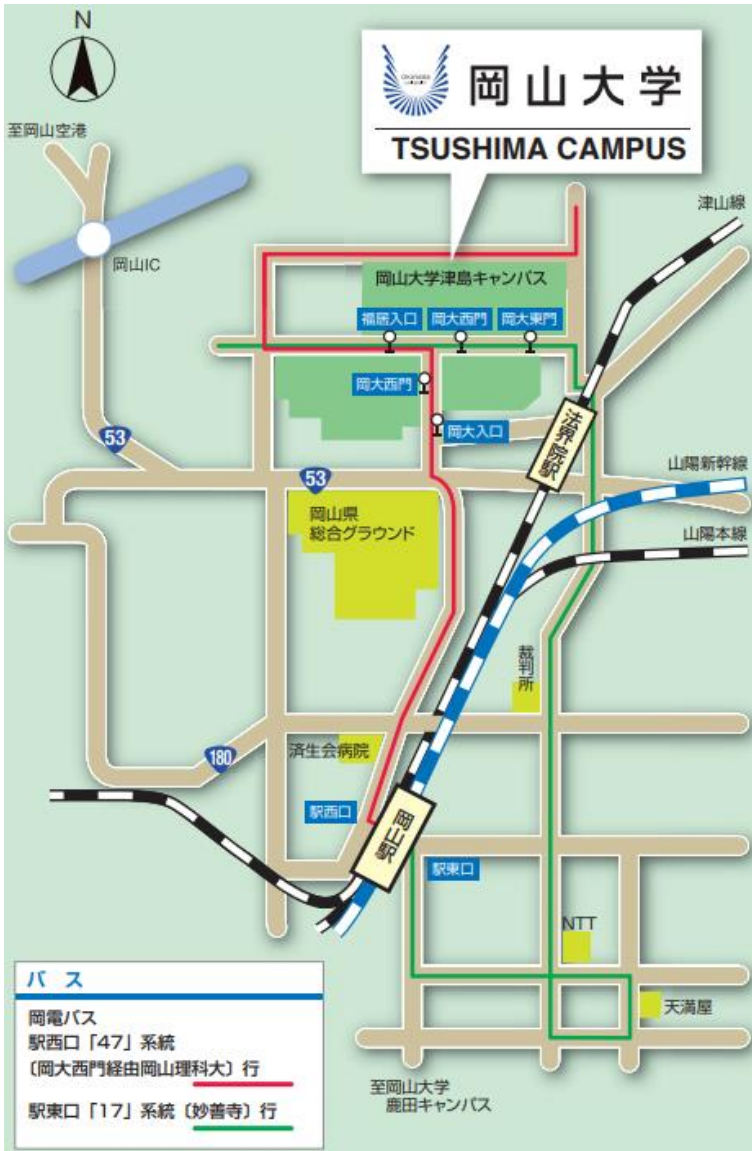 N
岡山大学
TSUSHIMA CAMPUS
至岡山空港
津山線
岡山IC
岡山大学津島キャンパス
福居入口
岡大西門
岡大東門
岡大西門
岡大入口
法界院駅
53
53
山陽新幹線
岡山県
総合グラウンド
山陽本線
裁判所
済生会病院
180
駅西口
岡山駅
駅東口
NTT
天満屋
至岡山大学
鹿田キャンパス
バス
岡電バス
駅西口「47」系統
〔岡大西門経由岡山理科大〕行
駅東口「17」系統〔妙善寺〕行